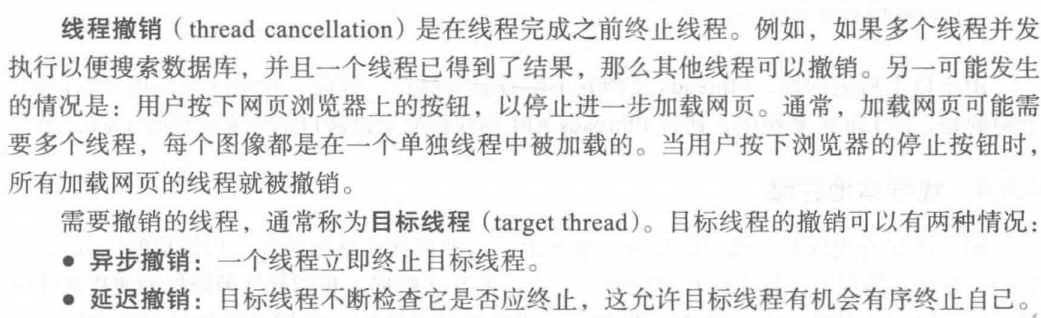 线程撤销（thread cancellation）是在线程完成之前终止线程。例如，如果多个线程并发
执行以便搜索数据库，并且一个线程已得到了结果，那么其他线程可以撤销。另一可能发生
的情况是：用户按下网页浏览器上的按钮，以停止进一步加载网页。通常，加载网页可能需
要多个线程，每个图像都是在一个单独线程中被加载的。当用户按下浏览器的停止按钮时，
所有加载网页的线程就被撤销。
需要撤销的线程，通常称为目标线程（target thread）。目标线程的撤销可以有两种情况：
● 异步撤销：一个线程立即终止目标线程。
● 延迟撤销：目标线程不断检查它是否应终止，这允许目标线程有机会有序终止自己。